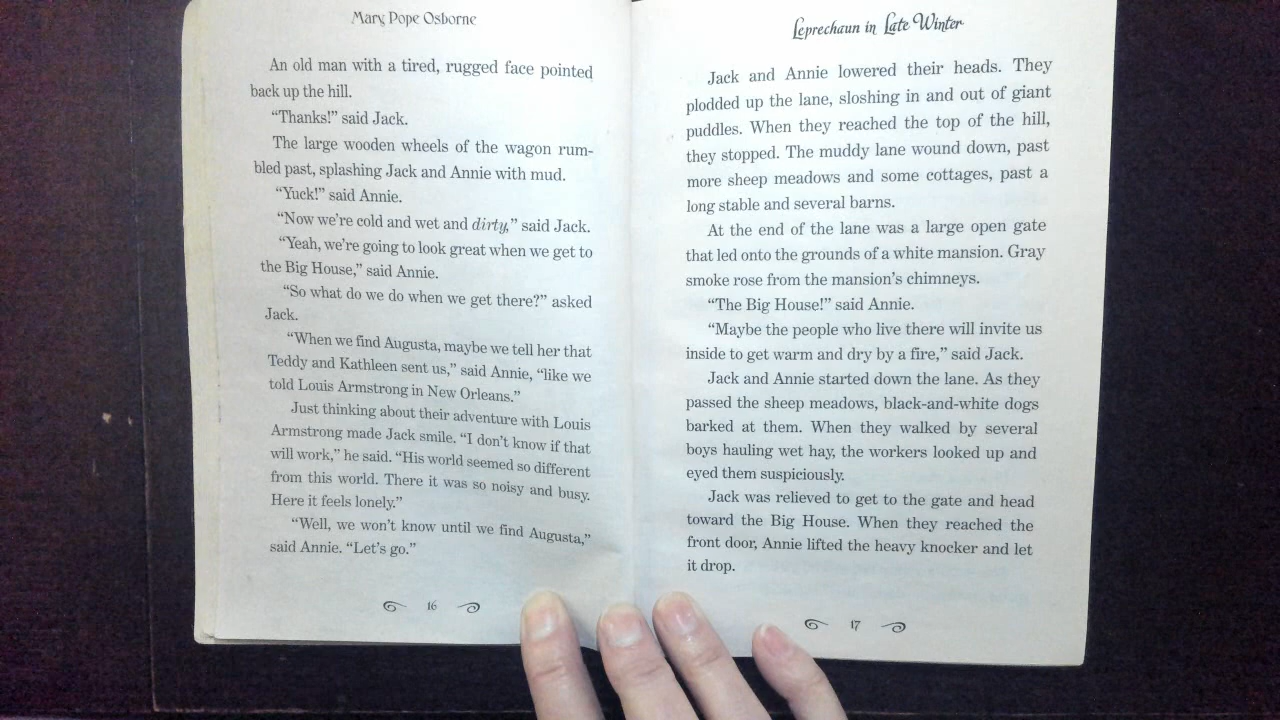 Mary Pope Osborne
An old man with a tired, rugged face pointed
back up the hill.
“Thanks!” said Jack.
The large wooden wheels of the wagon rum-
bled past, splashing Jack and Annie with mud.
“Yuck!” said Annie.
“Now we’re cold and wet and dirty,” said Jack.
“Yeah, we’re going to look great when we get to
the Big House,” said Annie.
“So what do we do when we get there?” asked
Jack.
“When we find Augusta, maybe we tell her that
Teddy and Kathleen sent us,” said Annie, “like we
told Louis Armstrong in New Orleans.”
Just thinking about their adventure with Louis
Armstrong made Jack smile. “I don’t know if that
will work,” he said. “His world seemed so different
from this world. There it was so noisy and busy.
Here it feels lonely.”
“Well, we won’t know until we find Augusta,”
said Annie. “Let’s go.”
16
Leprechaun in Late Winter
Jack and Annie lowered their heads. They
plodded up the lane, sloshing in and out of giant
puddles. When they reached the top of the hill,
they stopped. The muddy lane wound down, past
more sheep meadows and some cottages, past a
long stable and several barns.
At the end of the lane was a large open gate
that led onto the grounds of a white mansion. Gray
smoke rose from the mansion’s chimneys.
“The Big House!” said Annie.
“Maybe the people who live there will invite us
inside to get warm and dry by a fire,” said Jack.
Jack and Annie started down the lane. As they
passed the sheep meadows, black-and-white dogs
barked at them. When they walked by several
boys hauling wet hay, the workers looked up and
eyed them suspiciously.
Jack was relieved to get to the gate and head
toward the Big House. When they reached the
front door, Annie lifted the heavy knocker and let
it drop.
17